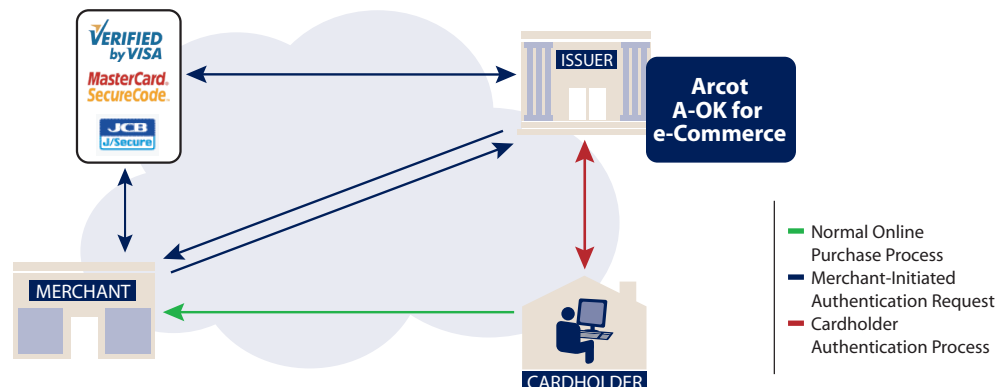 VERIFIED
by VISA
MasterCard.
SecureCode.
JCB
J/Secure
ISSUER
Arcot
A-OK for
e-Commerce
MERCHANT
CARDHOLDER
Normal Online
Purchase Process
Merchant-Initiated
Authentication Request
Cardholder
Authentication Process